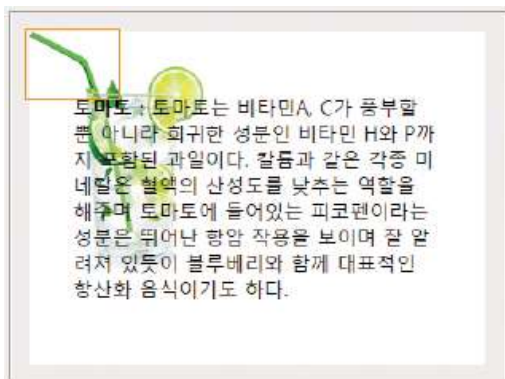 토마토 : 토마토는 비타민A, C가 풍부할
뿐 아니라 희귀한 성분인 비타민 H와 P까
지 포함된 과일이다. 칼륨과 같은 각종 미
네랄은 혈액의 산성도를 낮추는 역할을
해주며 토마토에 들어있는 피코펜이라는
성분은 뛰어난 항암 작용을 보이며 잘 알
려져 있듯이 블루베리와 함께 대표적인
항산화 음식이기도 하다.